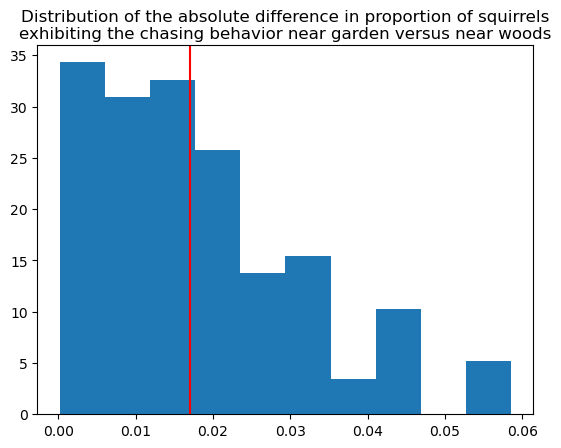 Distribution of the absolute difference in proportion of squirrels
exhibiting the chasing behavior near garden versus near woods
35
30
25
20
15
10
5
0
0.00 0.01 0.02 0.03 0.04 0.05 0.06